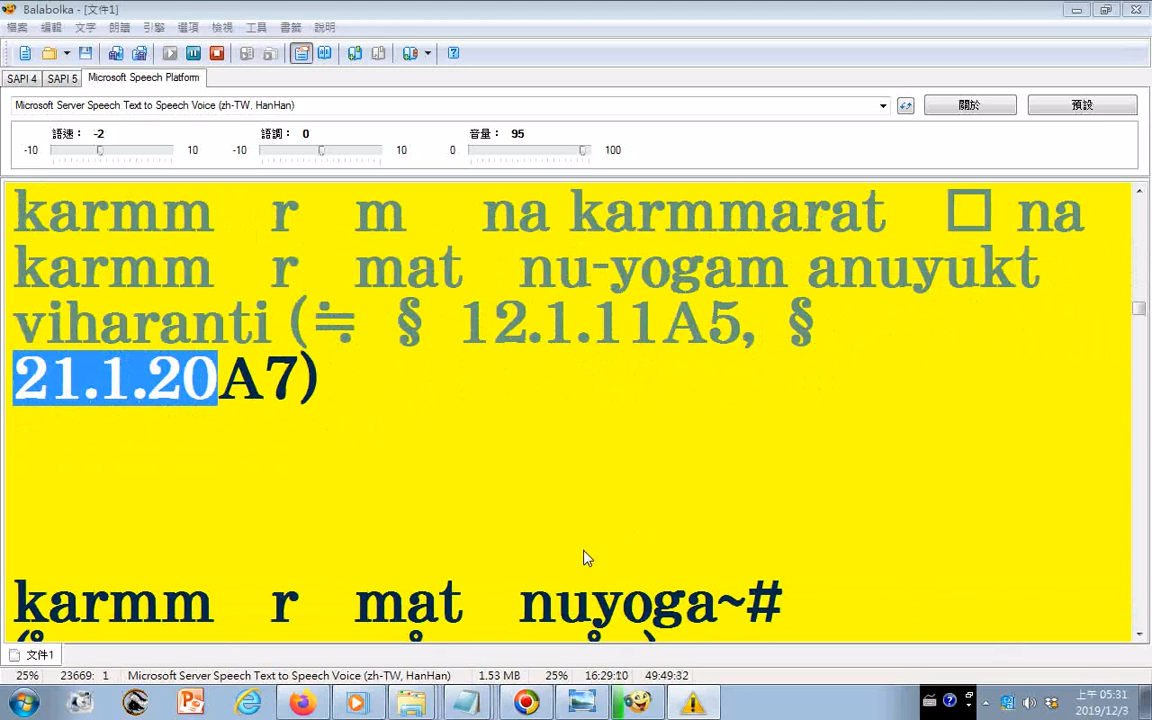 Balabolka - [文件1]
檔案 編輯 文字 朗讀 引擎 選項 檢視 工具 書籤 說明
SAPI 4 SAPI 5 Microsoft Speech Platform
Microsoft Server Speech Text to Speech Voice (zh-TW, HanHan) 關於 預設
語速： -2 語調： 0 音量： 95
-10 10 -10 10 0 100
karmm r m na karmmarat □ na
karmm r mat nu-yogam anuyukt
viharanti (≒ § 12.1.11A5, §
21.1.20A7)
karmm r mat nuyoga~#
文件1
25% 23669: 1 Microsoft Server Speech Text to Speech Voice (zh-TW, HanHan) 1.53 MB 25% 16:29:10 49:49:32
上午 05:31
2019/12/3